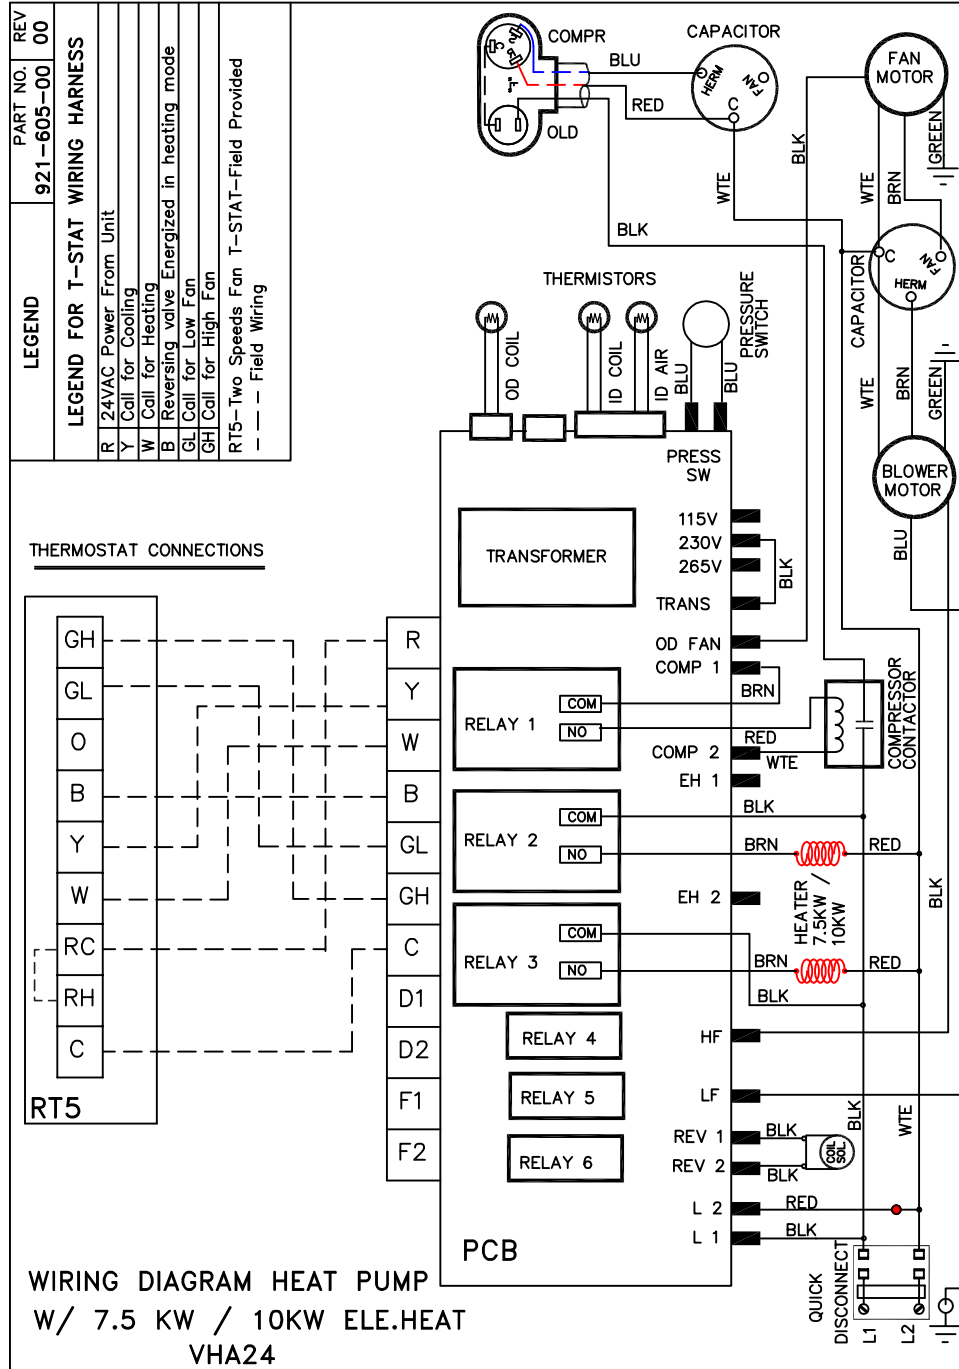 LEGEND
PART NO.
REV
921-605-00
00
LEGEND FOR T-STAT WIRING HARNESS
R 24VAC Power From Unit
Y Call for Cooling
W Call for Heating
B Reversing valve Energized in heating mode
GL Call for Low Fan
GH Call for High Fan
RT5-Two Speeds Fan T-STAT-Field Provided
---- Field Wiring
COMPR
C
S
R
OLD
BLU
RED
CAPACITOR
HERM
FAN
C
BLK
WTE
BLK
FAN MOTOR
GREEN
WTE
BRN
C
FAN
HERM
CAPACITOR
WTE
BRN
GREEN
BLOWER MOTOR
BLU
THERMISTORS
OD COIL
ID COIL
ID AIR
BLU
BLU
PRESSURE SWITCH
PRESS SW
115V
230V
265V
TRANS
BLK
TRANSFORMER
OD FAN
COMP 1
BRN
RED
COMP 2
WTE
EH 1
BLK
COMPRESSOR CONTACTOR
RELAY 1
COM
NO
RELAY 2
COM
NO
BRN
RED
EH 2
HEATER 7.5KW / 10KW
BLK
RELAY 3
COM
NO
BRN
RED
BLK
RELAY 4
RELAY 5
RELAY 6
HF
LF
BLK
WTE
REV 1
BLK
REV 2
BLK
COIL SOL.
L 2
RED
L 1
BLK
PCB
QUICK DISCONNECT
L1
L2
THERMOSTAT CONNECTIONS
GH
GL
O
B
Y
W
RC
RH
C
RT5
R
Y
W
B
GL
GH
C
D1
D2
F1
F2
WIRING DIAGRAM HEAT PUMP
W/ 7.5 KW / 10KW ELE.HEAT
VHA24